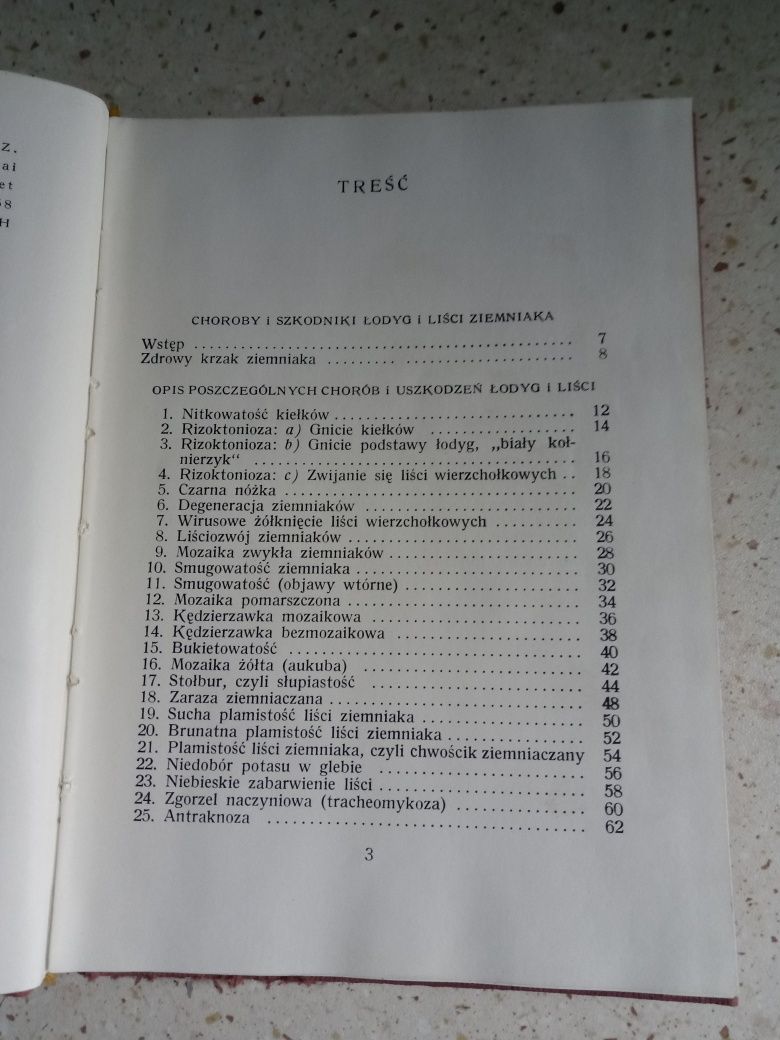 Z.
ai
et
58
H
TREŚĆ
CHOROBY i SZKODNIKI ŁODYG i LIŚCI ZIEMNIAKA
Wstęp .................................................. 7
Zdrowy krzak ziemniaka .................................. 8
OPIS POSZCZEGÓLNYCH CHORÓB i USZKODZEŃ ŁODYG i LIŚCI
1. Nitkowatość kiełków .................................. 12
2. Rizoktonioza: a) Gnicie kiełków .................... 14
3. Rizoktonioza: b) Gnicie podstawy łodyg, „biały koł-
nierzyk“ .............................................. 16
4. Rizoktonioza: c) Zwijanie się liści wierzchołkowych .. 18
5. Czarna nóżka ........................................ 20
6. Degeneracja ziemniaków .............................. 22
7. Wirusowe żółknięcie liści wierzchołkowych .......... 24
8. Liściozwój ziemniaków ................................ 26
9. Mozaika zwykła ziemniaków ........................... 28
10. Smugowatość ziemniaka .............................. 30
11. Smugowatość (objawy wtórne) ........................ 32
12. Mozaika pomarszczona ............................... 34
13. Kędzierzawka mozaikowa ............................. 36
14. Kędzierzawka bezmozaikowa .......................... 38
15. Bukietowatość ...................................... 40
16. Mozaika żółta (aukuba) ............................. 42
17. Stołbur, czyli słupiastość ......................... 44
18. Zaraza ziemniaczana ................................ 48
19. Sucha plamistość liści ziemniaka ................... 50
20. Brunatna plamistość liści ziemniaka ................ 52
21. Plamistość liści ziemniaka, czyli chwościk ziemniaczany 54
22. Niedobór potasu w glebie ........................... 56
23. Niebieskie zabarwienie liści ....................... 58
24. Zgorzel naczyniowa (tracheomykoza) ................. 60
25. Antraknoza ......................................... 62
3